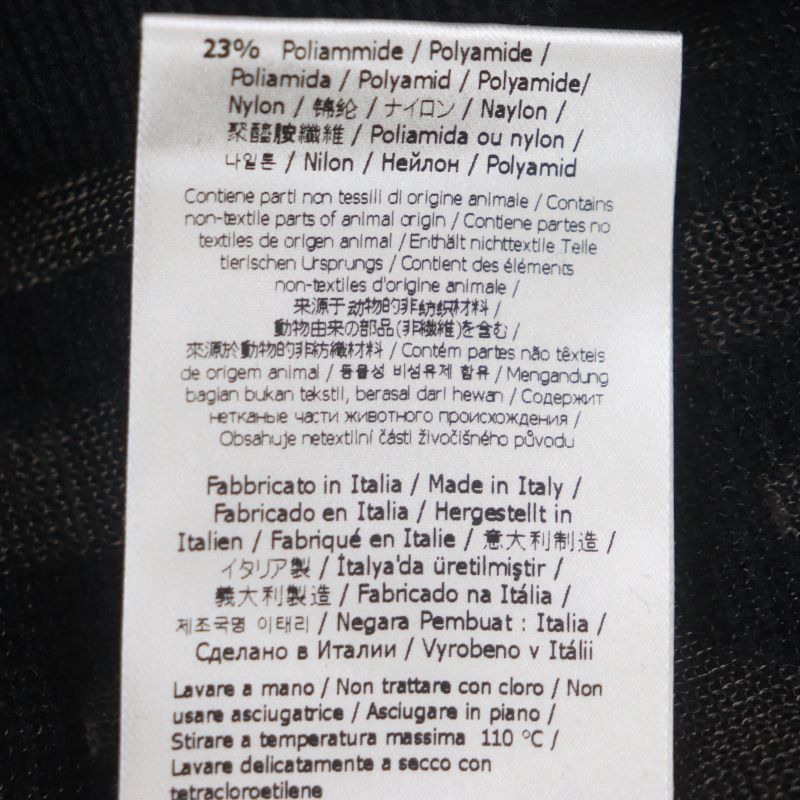 23% Poliammide / Polyamide /
Poliamida / Polyamid / Polyamide/
Nylon / 锦纶 / ナイロン / Naylon /
聚醯胺纖維 / Poliamida ou nylon /
나일론 / Nilon / Нейлон / Polyamid
Contiene parti non tessili di origine animale / Contains
non-textile parts of animal origin / Contiene partes no
textiles de origen animal / Enthält nichttextile Teile
tierischen Ursprungs / Contient des éléments
non-textiles d'origine animale /
来源于动物的非纺织材料 /
動物由来の部品(非繊維)を含む /
來源於動物的非紡織材料 / Contém partes não têxteis
de origem animal / 동물성 비섬유제 함유 / Mengandung
bagian bukan tekstil, berasal dari hewan / Содержит
нетканые части животного происхождения /
Obsahuje netextilní části živočišného původu
Fabbricato in Italia / Made in Italy /
Fabricado en Italia / Hergestellt in
Italien / Fabriqué en Italie / 意大利制造 /
イタリア製 / İtalya'da üretilmiştir /
義大利製造 / Fabricado na Itália /
제조국명 이태리 / Negara Pembuat : Italia /
Сделано в Италии / Vyrobeno v Itálii
Lavare a mano / Non trattare con cloro / Non
usare asciugatrice / Asciugare in piano /
Stirare a temperatura massima 110 °C /
Lavare delicatamente a secco con
tetracloroetilene